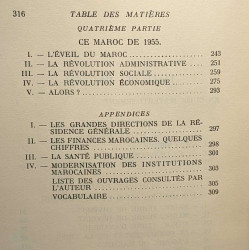 316 TABLE DES MATIÈRES
QUATRIÈME PARTIE
CE MAROC DE 1955.
I. — L'ÉVEIL DU MAROC 243
II. — LA RÉVOLUTION ADMINISTRATIVE 251
III. — LA RÉVOLUTION SOCIALE 259
IV. — LA RÉVOLUTION ÉCONOMIQUE 275
V. — ALORS ? 293
APPENDICES
I. — LES GRANDES DIRECTIONS DE LA RÉ-
SIDENCE GÉNÉRALE 297
II. — LES FINANCES MAROCAINES. QUELQUES
CHIFFRES 298
III. — LA SANTÉ PUBLIQUE 301
IV. — MODERNISATION DES INSTITUTIONS
MAROCAINES 303
LISTE DES OUVRAGES CONSULTÉS PAR
L'AUTEUR 305
VOCABULAIRE 309